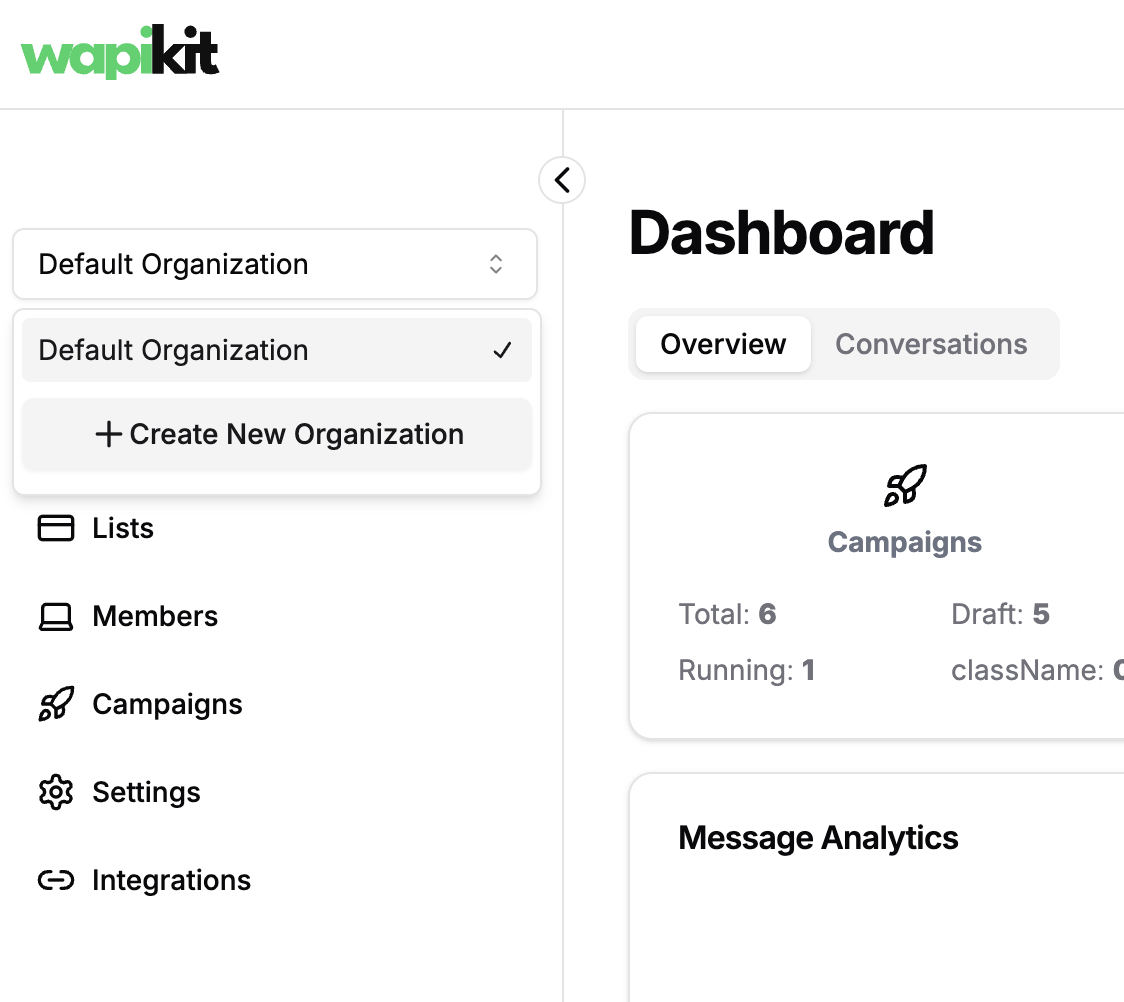 wapikit
Default Organization
Default Organization
Create New Organization
Lists
Members
Campaigns
Settings
Integrations
Dashboard
Overview Conversations
Campaigns
Total: 6 Draft: 5
Running: 1 className:
Message Analytics